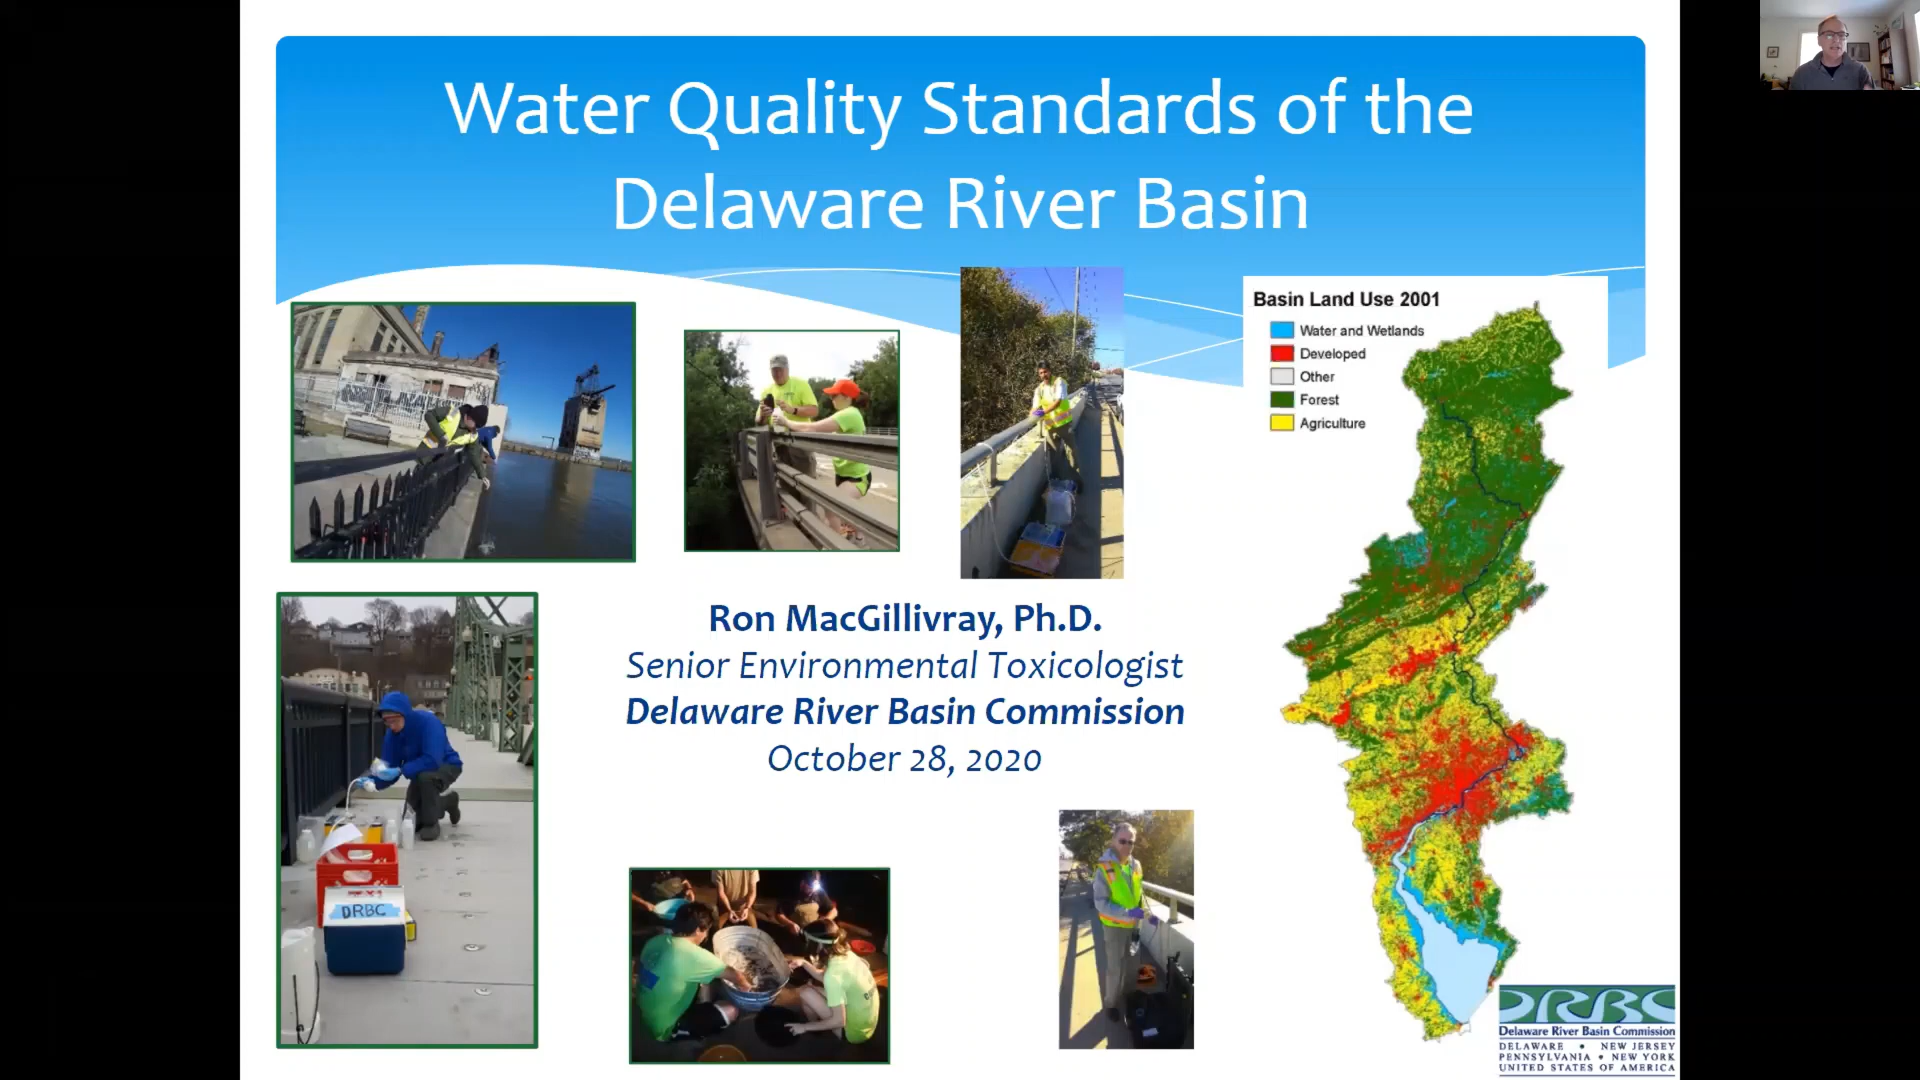 Water Quality Standards of the
Delaware River Basin
Basin Land Use 2001
Water and Wetlands
Developed
Other
Forest
Agriculture
Ron MacGillivray, Ph.D.
Senior Environmental Toxicologist
Delaware River Basin Commission
October 28, 2020
DRBC
DRBC
Delaware River Basin Commission
DELAWARE • NEW JERSEY
PENNSYLVANIA • NEW YORK
UNITED STATES OF AMERICA